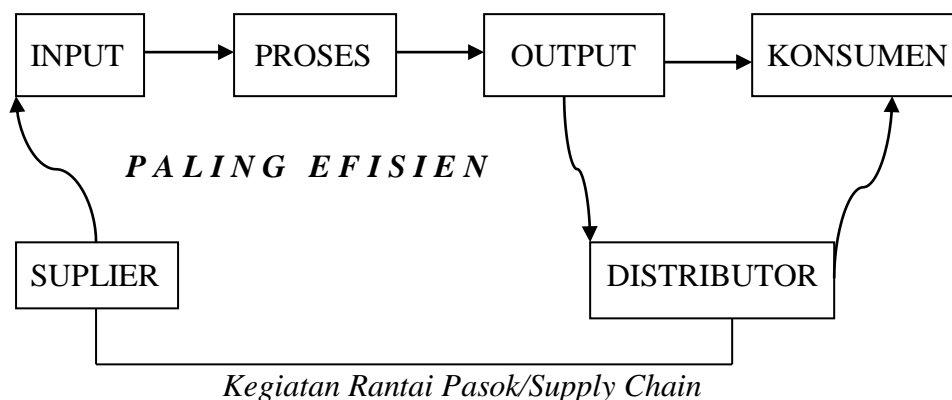 INPUT PROSES OUTPUT KONSUMEN
PALING EFISIEN
SUPLIER DISTRIBUTOR
Kegiatan Rantai Pasok/Supply Chain